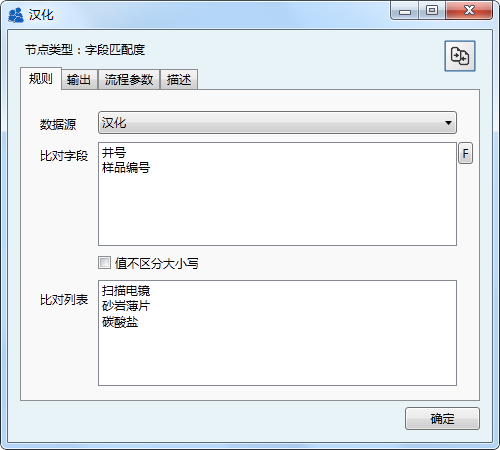 汉化
节点类型：字段匹配度
规则 输出 流程参数 描述
数据源 汉化
比对字段 井号 F
样品编号
值不区分大小写
比对列表 扫描电镜
砂岩薄片
碳酸盐
确定